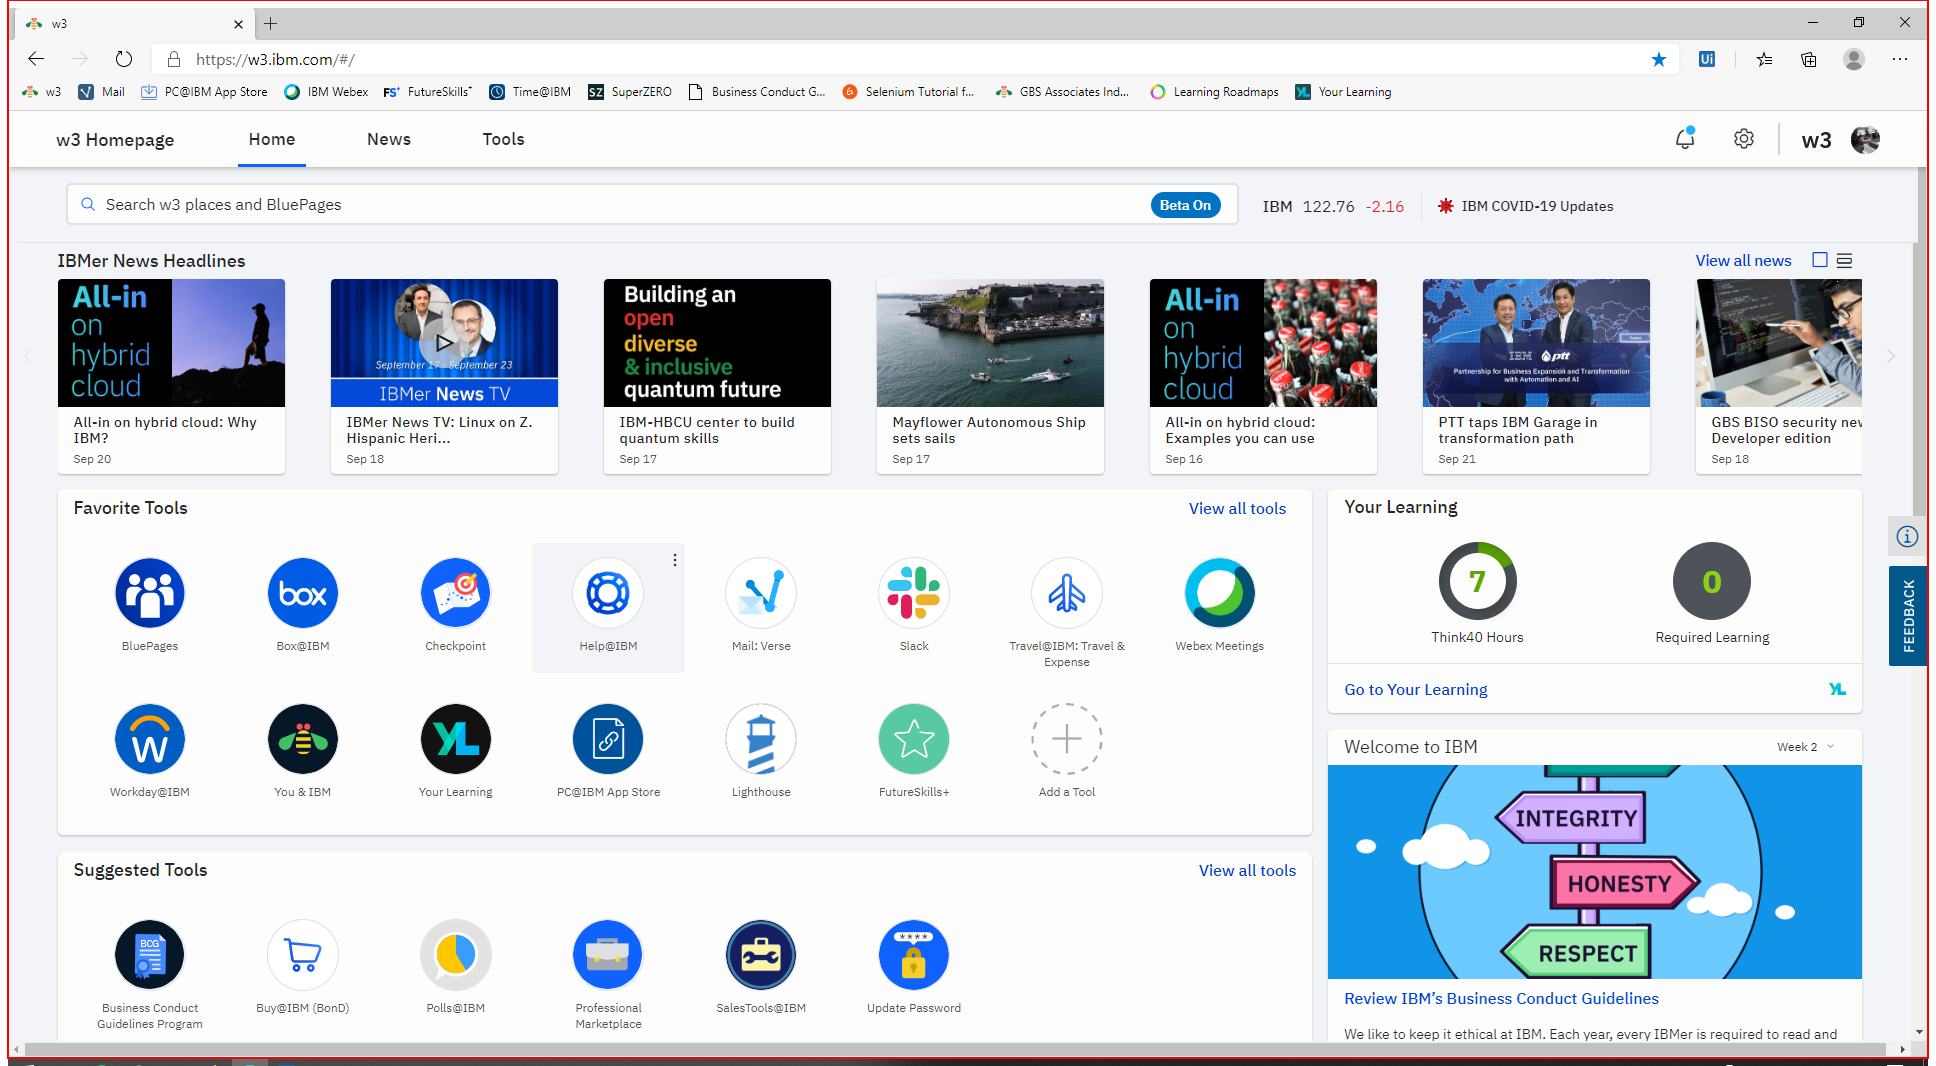 w3
https://w3.ibm.com/#/
Ui
w3
Mail
PC@IBM App Store
IBM Webex
FS+ FutureSkills+
Time@IBM
SZ SuperZERO
Business Conduct G...
Selenium Tutorial f...
GBS Associates Ind...
Learning Roadmaps
YL Your Learning
w3 Homepage
Home
News
Tools
w3
Search w3 places and BluePages
Beta On
IBM 122.76 -2.16
IBM COVID-19 Updates
IBMer News Headlines
View all news
All-in
on
hybrid
cloud
All-in on hybrid cloud: Why
IBM?
Sep 20
September 17 - September 23
IBMer News TV
IBMer News TV: Linux on Z.
Hispanic Heri...
Sep 18
Building an
open
diverse
& inclusive
quantum future
IBM-HBCU center to build
quantum skills
Sep 17
Mayflower Autonomous Ship
sets sails
Sep 17
All-in
on
hybrid
cloud
All-in on hybrid cloud:
Examples you can use
Sep 16
IBM ptt
Partnership for Business Expansion and Transformation
with Automation and AI
PTT taps IBM Garage in
transformation path
Sep 21
GBS BISO security new
Developer edition
Sep 18
Favorite Tools
View all tools
BluePages
box
Box@IBM
Checkpoint
Help@IBM
Mail: Verse
Slack
Travel@IBM: Travel &
Expense
Webex Meetings
W
Workday@IBM
You & IBM
YL
Your Learning
PC@IBM App Store
Lighthouse
FutureSkills+
Add a Tool
Suggested Tools
View all tools
BCG
Business Conduct
Guidelines Program
Buy@IBM (BonD)
Polls@IBM
Professional
Marketplace
SalesTools@IBM
****
Update Password
Your Learning
7
Think40 Hours
0
Required Learning
Go to Your Learning
YL
FEEDBACK
Welcome to IBM
Week 2
INTEGRITY
HONESTY
RESPECT
Review IBM's Business Conduct Guidelines
We like to keep it ethical at IBM. Each year, every IBMer is required to read and